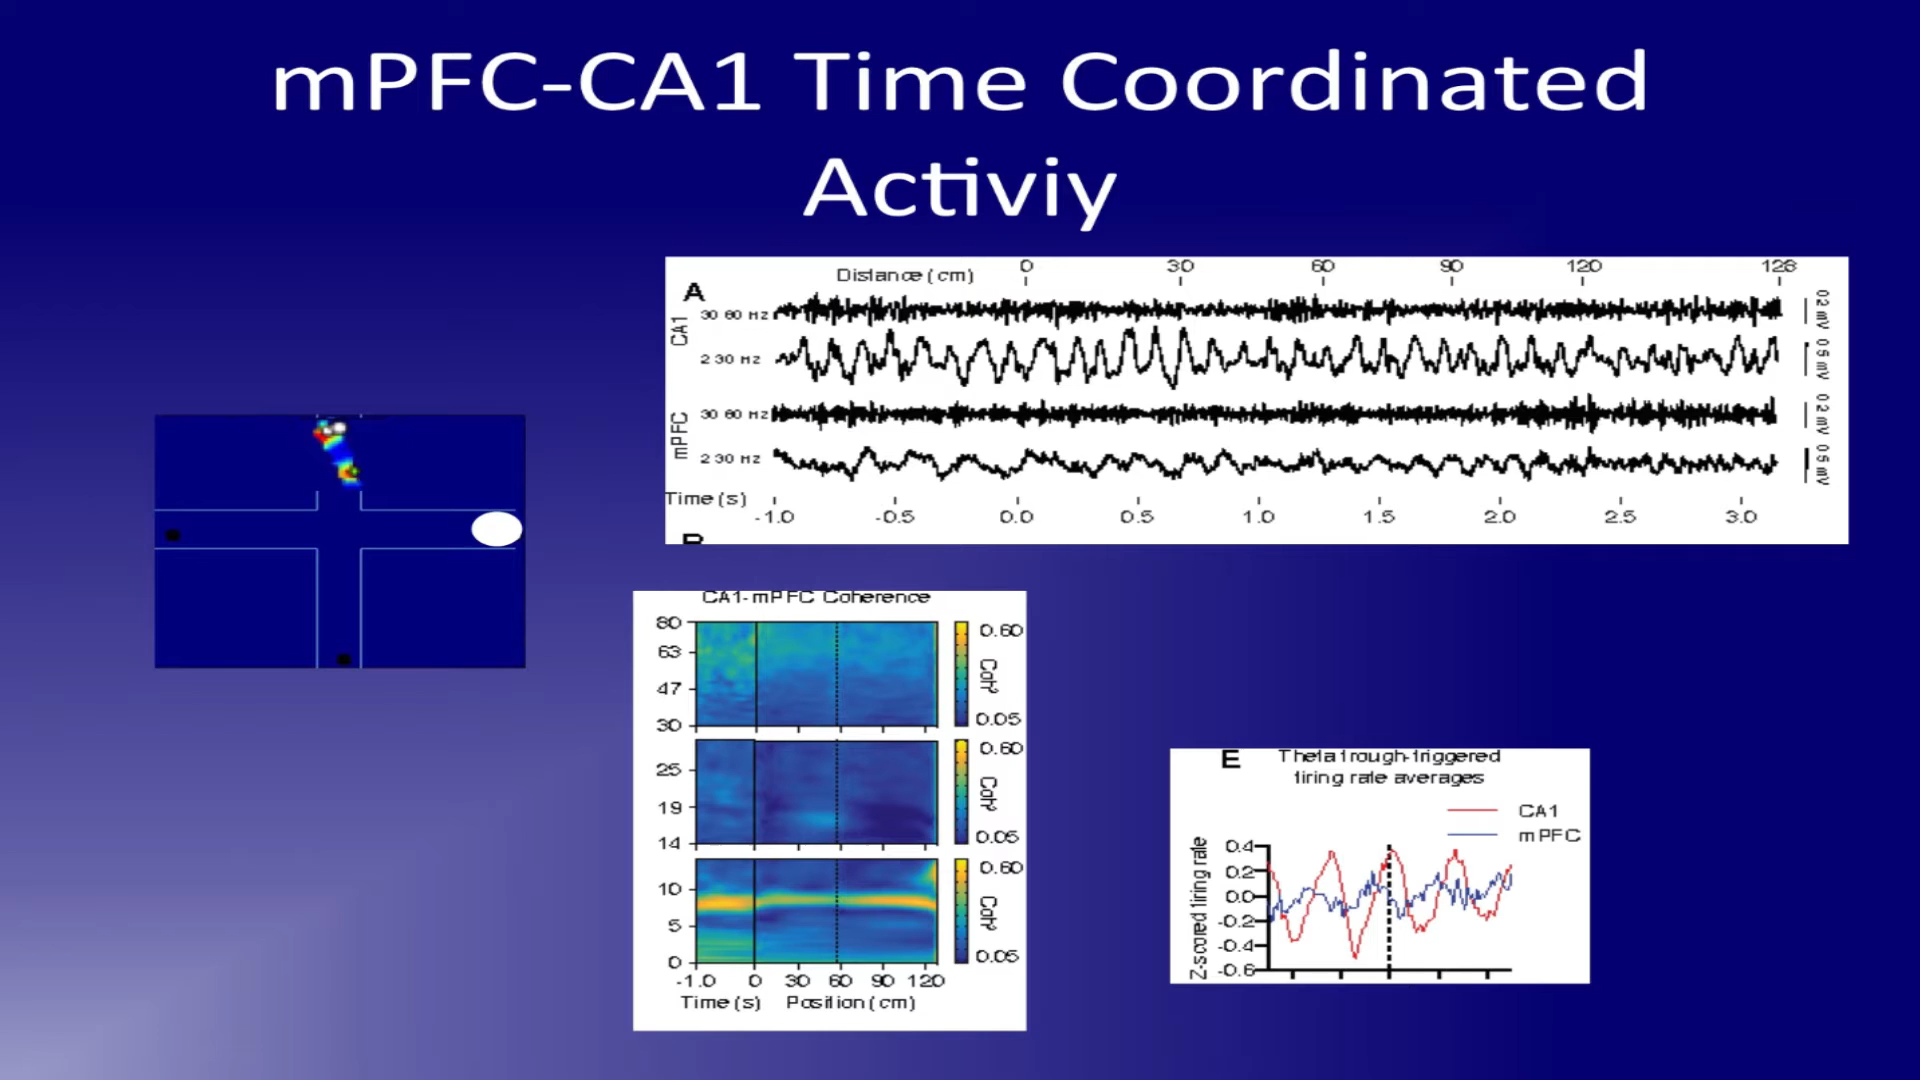 mPFC-CA1 Time Coordinated
Activiy
Distance (cm) 0 30 60 90 120 128
A
CA1
30 80 Hz
0.2 mV
2 30 Hz
0.5 mV
mPFC
30 80 Hz
0.2 mV
2 30 Hz
0.5 mV
Time (s)
-1.0 -0.5 0.0 0.5 1.0 1.5 2.0 2.5 3.0
CA1-mPFC Coherence
80 63 47 30
0.60
Coh²
0.05
25 19 14
0.60
Coh²
0.05
10 5 0
0.60
Coh²
0.05
-1.0 0 30 60 90 120
Time (s) Position (cm)
E Theta trough-triggered
firing rate averages
CA1
mPFC
Z-scored firing rate
0.4
0.2
0.0
-0.2
-0.4
-0.6